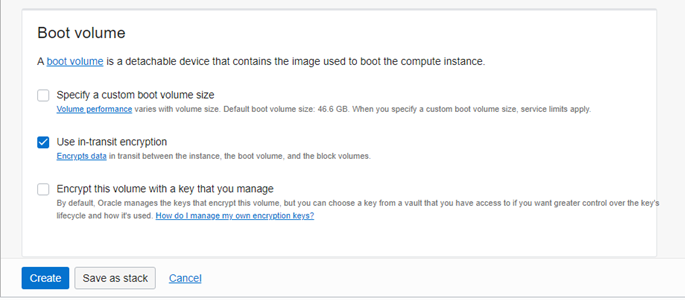 Boot volume
A boot volume is a detachable device that contains the image used to boot the compute instance.
Specify a custom boot volume size
Volume performance varies with volume size. Default boot volume size: 46.6 GB. When you specify a custom boot volume size, service limits apply.
Use in-transit encryption
Encrypts data in transit between the instance, the boot volume, and the block volumes.
Encrypt this volume with a key that you manage
By default, Oracle manages the keys that encrypt this volume, but you can choose a key from a vault that you have access to if you want greater control over the key's
lifecycle and how it's used. How do I manage my own encryption keys?
Create Save as stack Cancel